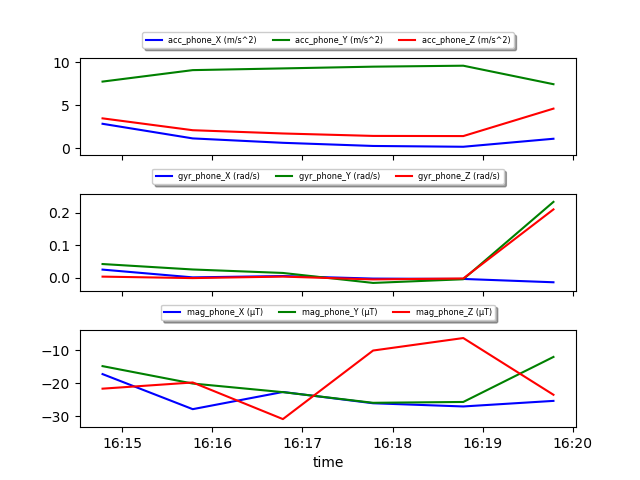 acc_phone_X (m/s^2) acc_phone_Y (m/s^2) acc_phone_Z (m/s^2)
10
5
0
gyr_phone_X (rad/s) gyr_phone_Y (rad/s) gyr_phone_Z (rad/s)
0.2
0.1
0.0
mag_phone_X (µT) mag_phone_Y (µT) mag_phone_Z (µT)
−10
−20
−30
16:15 16:16 16:17 16:18 16:19 16:20
time